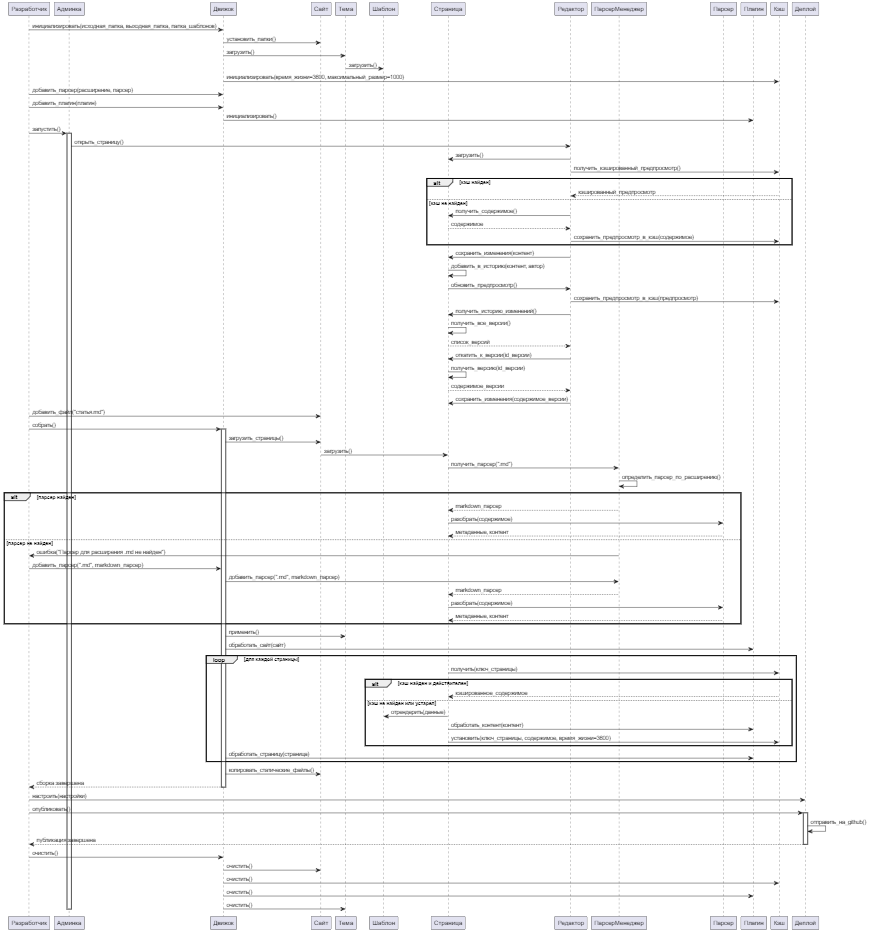 Разработчик Админка Движок Сайт Тема Шаблон Страница Редактор ПарсерМенеджер Парсер Плагин Кэш Деплой
инициализировать(исходная_папка, выходная_папка, папка_шаблонов)
установить_папки()
загрузить()
загрузить()
инициализировать(время_жизни=3600, максимальный_размер=1000)
добавить_парсер(расширение, парсер)
добавить_плагин(плагин)
инициализировать()
запустить()
открыть_страницу()
загрузить()
получить_кэшированный_предпросмотр()
alt [кэш найден]
кэшированный_предпросмотр
[кэш не найден]
получить_содержимое()
содержимое
сохранить_предпросмотр_в_кэш(содержимое)
сохранить_изменения(контент)
добавить_в_историю(контент, автор)
обновить_предпросмотр()
сохранить_предпросмотр_в_кэш(предпросмотр)
получить_историю_изменений()
получить_все_версии()
список_версий
откатить_к_версии(id_версии)
получить_версию(id_версии)
содержимое_версии
сохранить_изменения(содержимое_версии)
добавить_файл("статья.md")
собрать()
загрузить_страницы()
загрузить()
получить_парсер(".md")
определить_парсер_по_расширению()
alt [парсер найден]
markdown_парсер
разобрать(содержимое)
метаданные, контент
[парсер не найден]
ошибка("Парсер для расширения .md не найден")
добавить_парсер(".md", markdown_парсер)
добавить_парсер(".md", markdown_парсер)
markdown_парсер
разобрать(содержимое)
метаданные, контент
применить()
обработать_сайт(сайт)
loop [для каждой страницы]
получить(ключ_страницы)
alt [кэш найден и действителен]
кэшированное_содержимое
[кэш не найден или устарел]
отрендерить(данные)
обработать_контент(контент)
установить(ключ_страницы, содержимое, время_жизни=3600)
обработать_страницу(страница)
копировать_статические_файлы()
сборка завершена
настроить(настройки)
опубликовать()
отправить_на_github()
публикация завершена
очистить()
очистить()
очистить()
очистить()
очистить()
Разработчик Админка Движок Сайт Тема Шаблон Страница Редактор ПарсерМенеджер Парсер Плагин Кэш Деплой